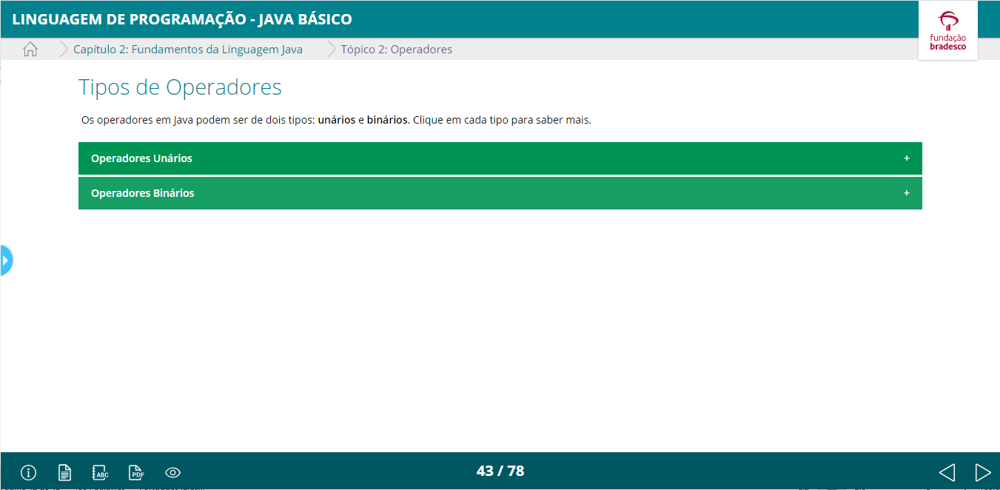 LINGUAGEM DE PROGRAMAÇÃO - JAVA BÁSICO
fundação
bradesco
Capítulo 2: Fundamentos da Linguagem Java
Tópico 2: Operadores
Tipos de Operadores
Os operadores em Java podem ser de dois tipos: unários e binários. Clique em cada tipo para saber mais.
Operadores Unários +
Operadores Binários +
ABC
PDF
43 / 78